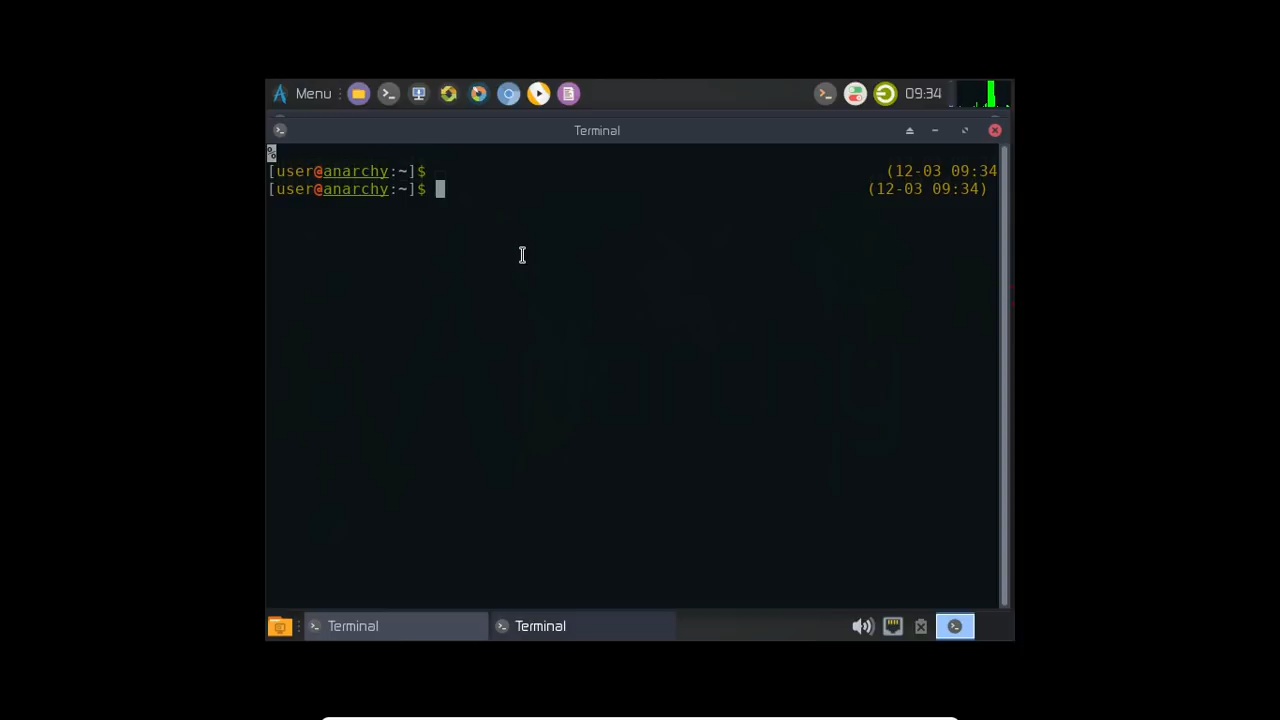 Menu 09:34
Terminal
%
[user@anarchy:~]$ (12-03 09:34
[user@anarchy:~]$ (12-03 09:34)
Terminal Terminal